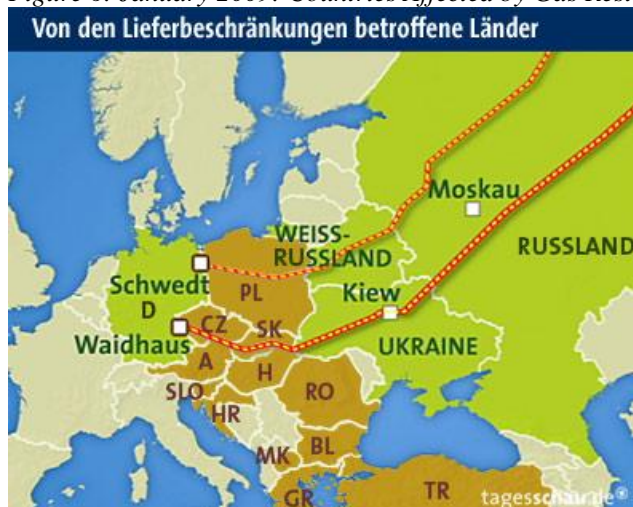 Von den Lieferbeschränkungen betroffene Länder
Moskau
WEISS-
RUSSLAND
RUSSLAND
Schwedt
D
PL
Kiew
Waidhaus
CZ
SK
UKRAINE
A
H
SLO
HR
RO
MK
BL
GR
TR
tagesschau.de®